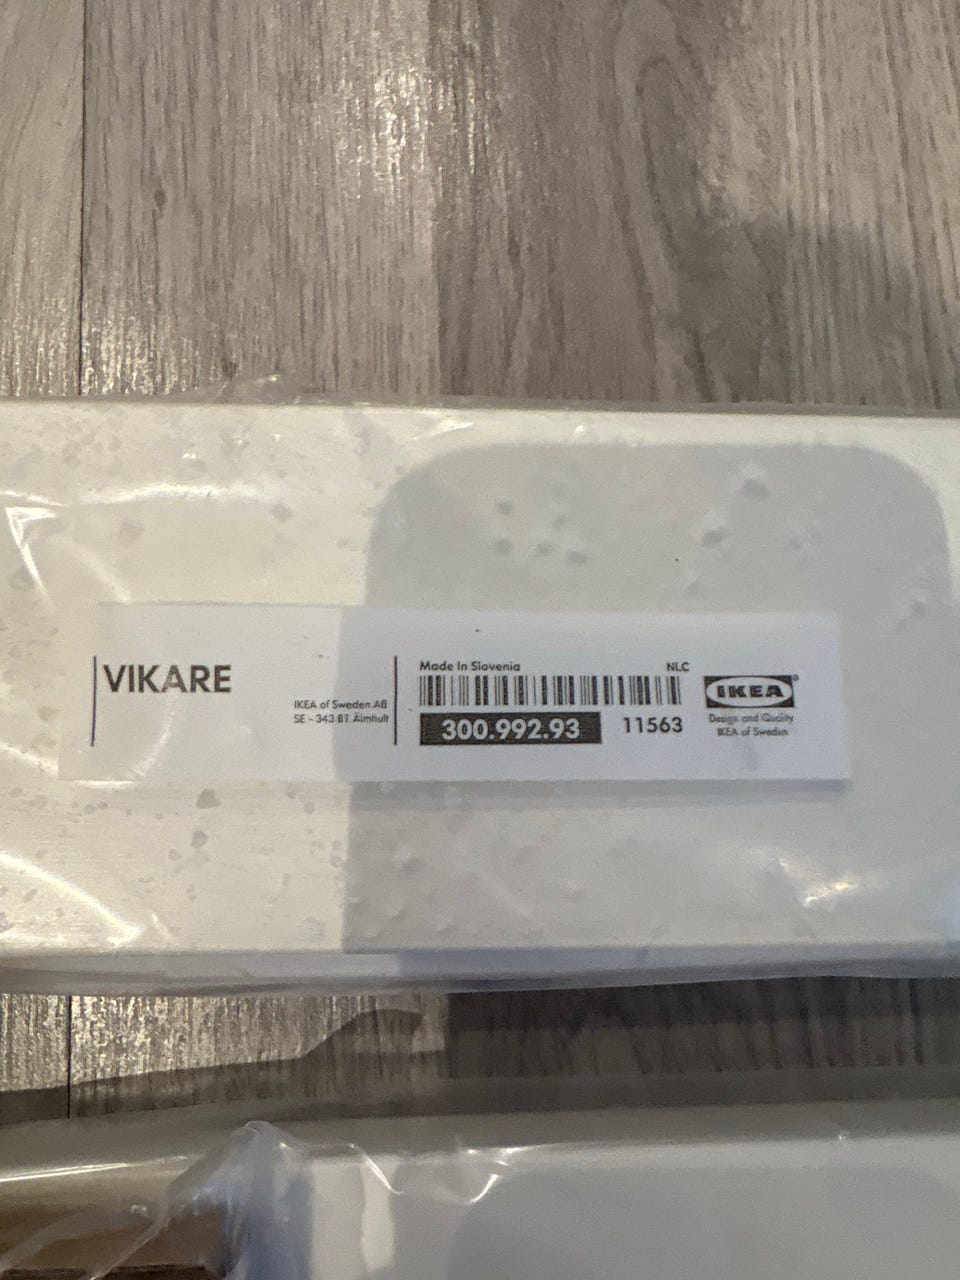 VIKARE
IKEA of Sweden AB
SE - 343 81 Älmhult
Made In Slovenia NLC
300.992.93 11563
IKEA®
Design and Quality
IKEA of Sweden